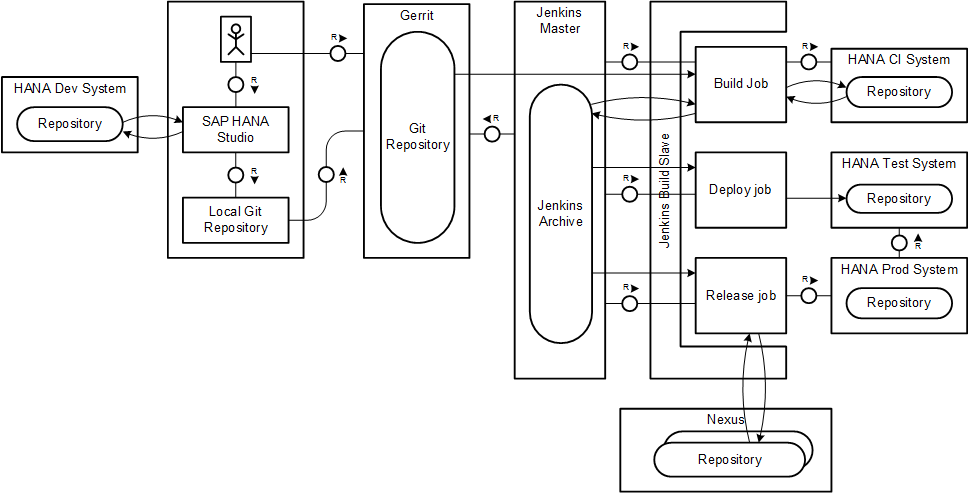 Gerrit
Jenkins
Master
R
R
R
HANA CI System
Build Job
Repository
R
HANA Dev System
Repository
SAP HANA
Studio
Git
Repository
R
Jenkins Build Slave
R
Local Git
Repository
R
Jenkins
Archive
R
Deploy job
HANA Test System
Repository
R
HANA Prod System
R
Release job
R
Repository
Nexus
Repository